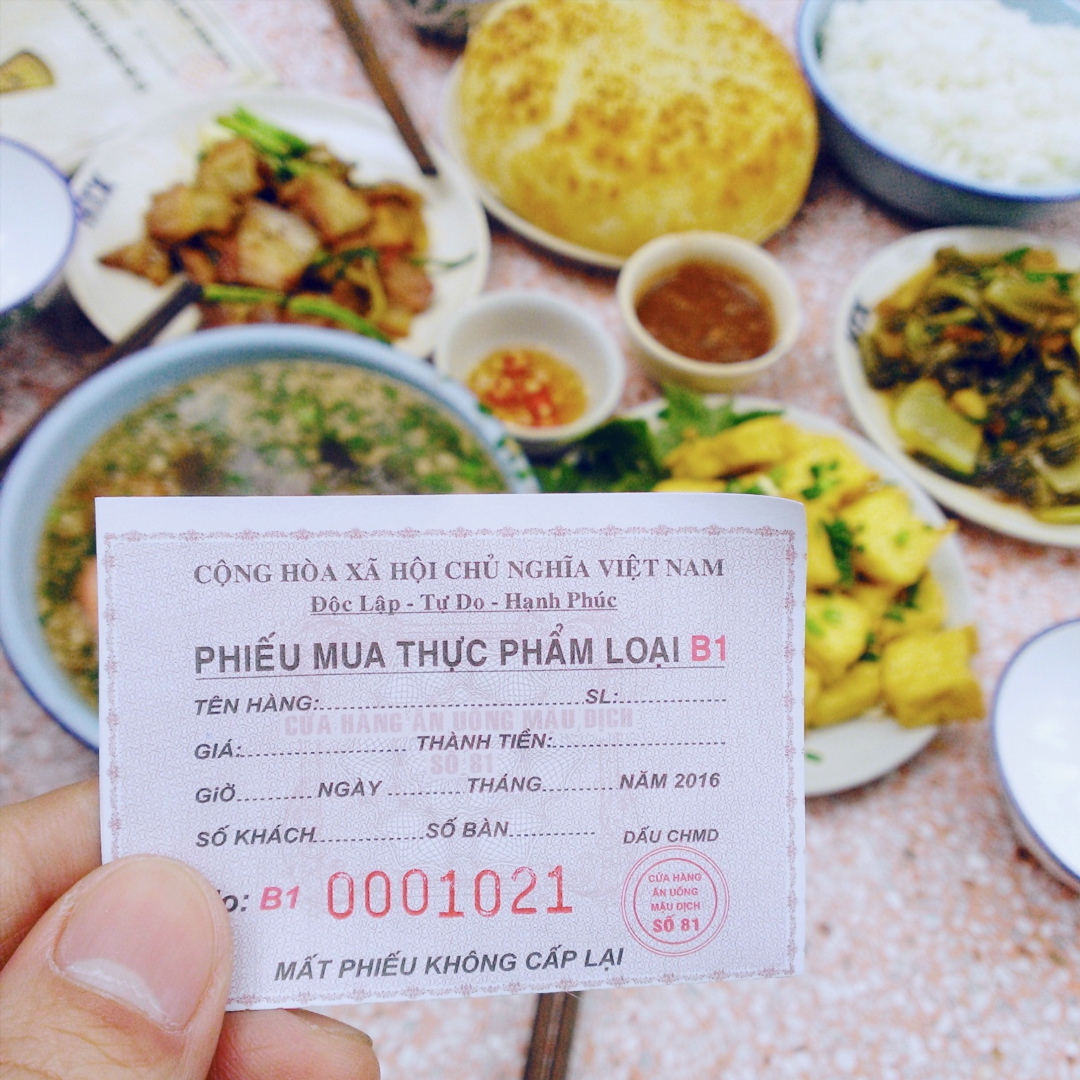 CỘNG HÒA XÃ HỘI CHỦ NGHĨA VIỆT NAM
Độc Lập - Tự Do - Hạnh Phúc
PHIẾU MUA THỰC PHẨM LOẠI B1
TÊN HÀNG:..............................SL:..............
CỬA HÀNG ĂN UỐNG MẬU DỊCH
GIÁ:.................... THÀNH TIỀN:......................
SỐ 81
GIỜ.......... NGÀY .......... THÁNG.......... NĂM 2016
SỐ KHÁCH...............SỐ BÀN............
DẤU CHMD
B1 0001021
CỬA HÀNG
ĂN UỐNG
MẬU DỊCH
SỐ 81
MẤT PHIẾU KHÔNG CẤP LẠI